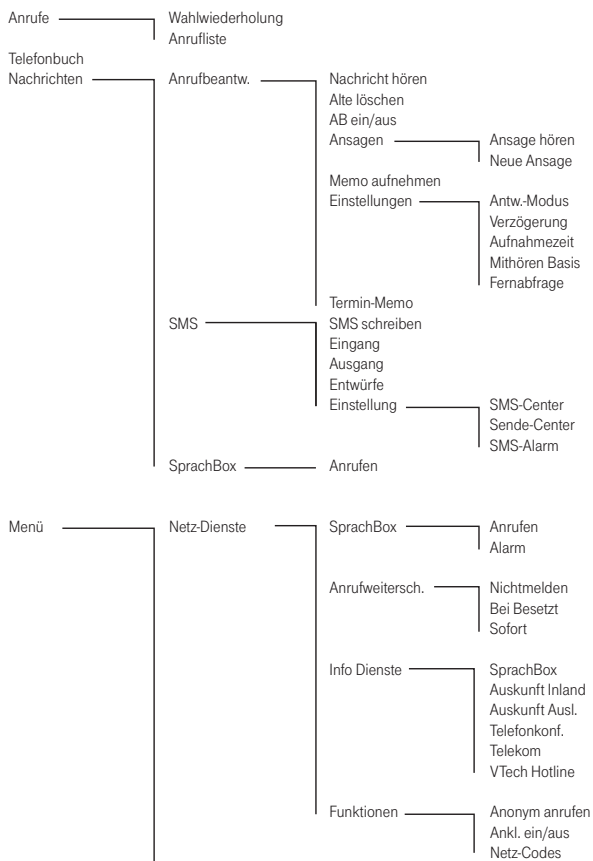 Anrufe Wahlwiederholung
Anrufliste
Telefonbuch
Nachrichten Anrufbeantw. Nachricht hören
Alte löschen
AB ein/aus
Ansagen Ansage hören
Neue Ansage
Memo aufnehmen
Einstellungen Antw.-Modus
Verzögerung
Aufnahmezeit
Mithören Basis
Fernabfrage
Termin-Memo
SMS SMS schreiben
Eingang
Ausgang
Entwürfe
Einstellung SMS-Center
Sende-Center
SMS-Alarm
SprachBox Anrufen
Menü Netz-Dienste SprachBox Anrufen
Alarm
Anrufweitersch. Nichtmelden
Bei Besetzt
Sofort
Info Dienste SprachBox
Auskunft Inland
Auskunft Ausl.
Telefonkonf.
Telekom
VTech Hotline
Funktionen Anonym anrufen
Ankl. ein/aus
Netz-Codes